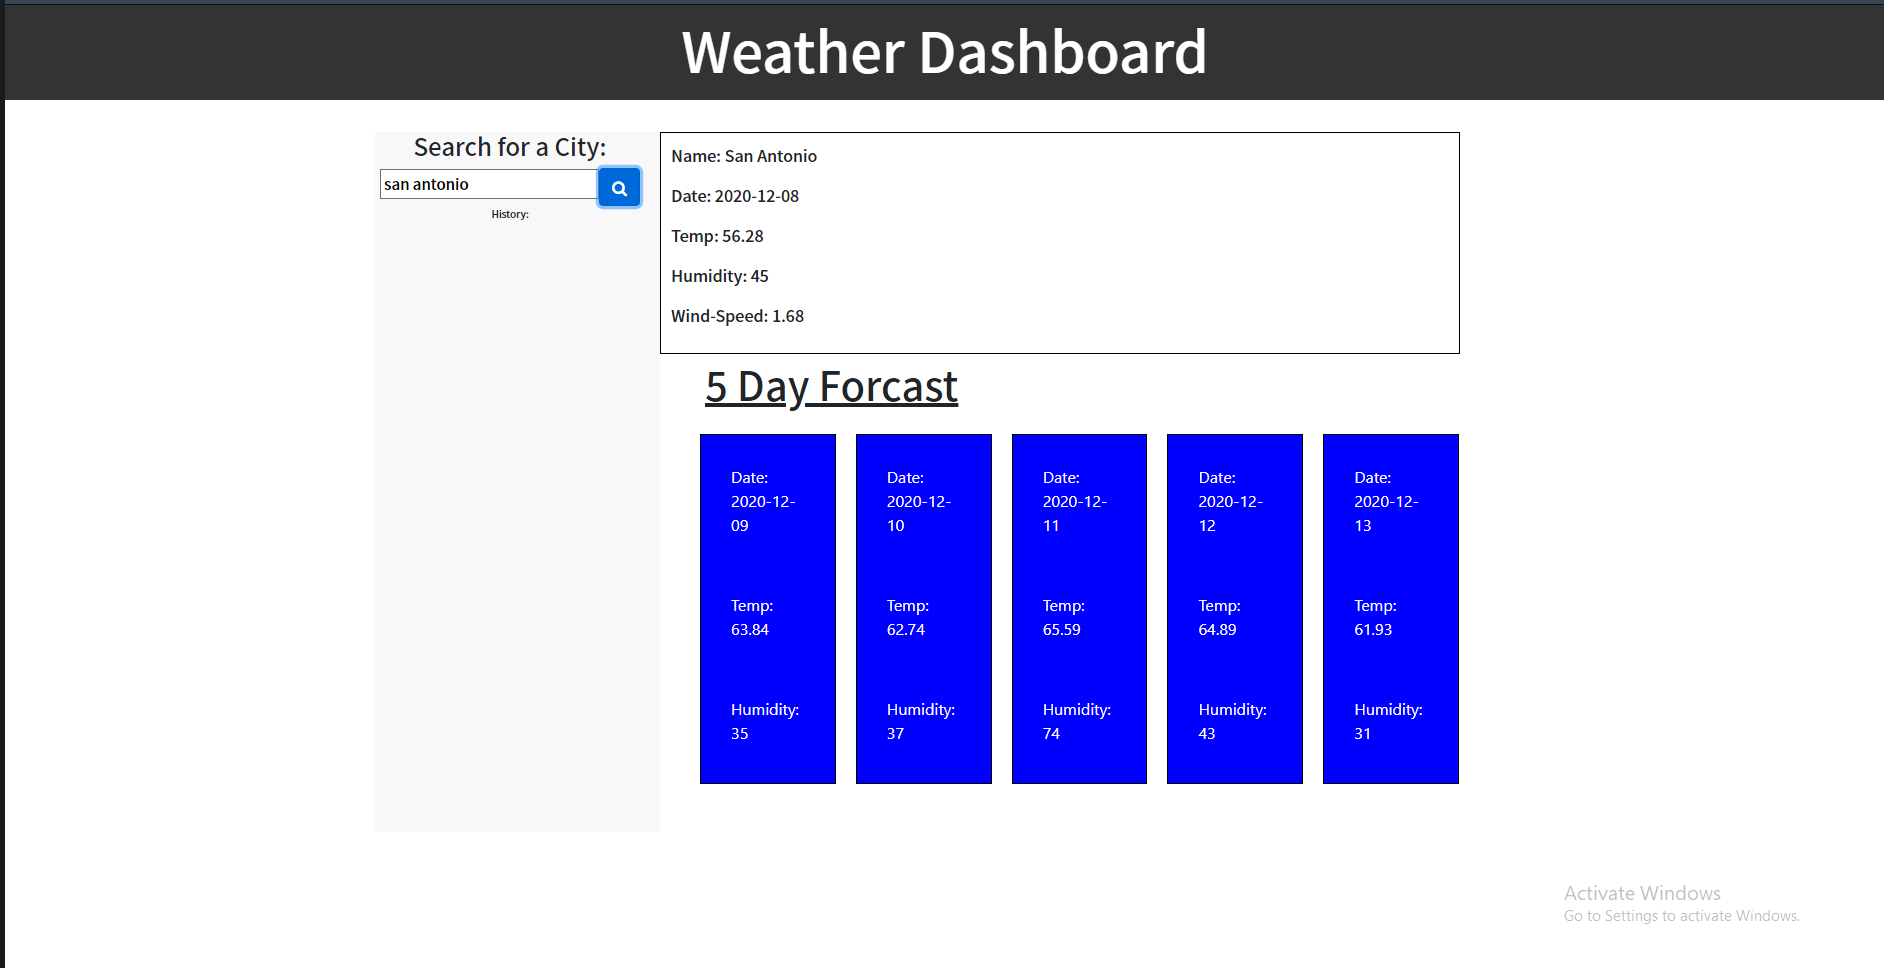 Weather Dashboard
Search for a City:
san antonio
History:
Name: San Antonio
Date: 2020-12-08
Temp: 56.28
Humidity: 45
Wind-Speed: 1.68
5 Day Forcast
Date:
2020-12-
09
Temp:
63.84
Humidity:
35
Date:
2020-12-
10
Temp:
62.74
Humidity:
37
Date:
2020-12-
11
Temp:
65.59
Humidity:
74
Date:
2020-12-
12
Temp:
64.89
Humidity:
43
Date:
2020-12-
13
Temp:
61.93
Humidity:
31
Activate Windows
Go to Settings to activate Windows.